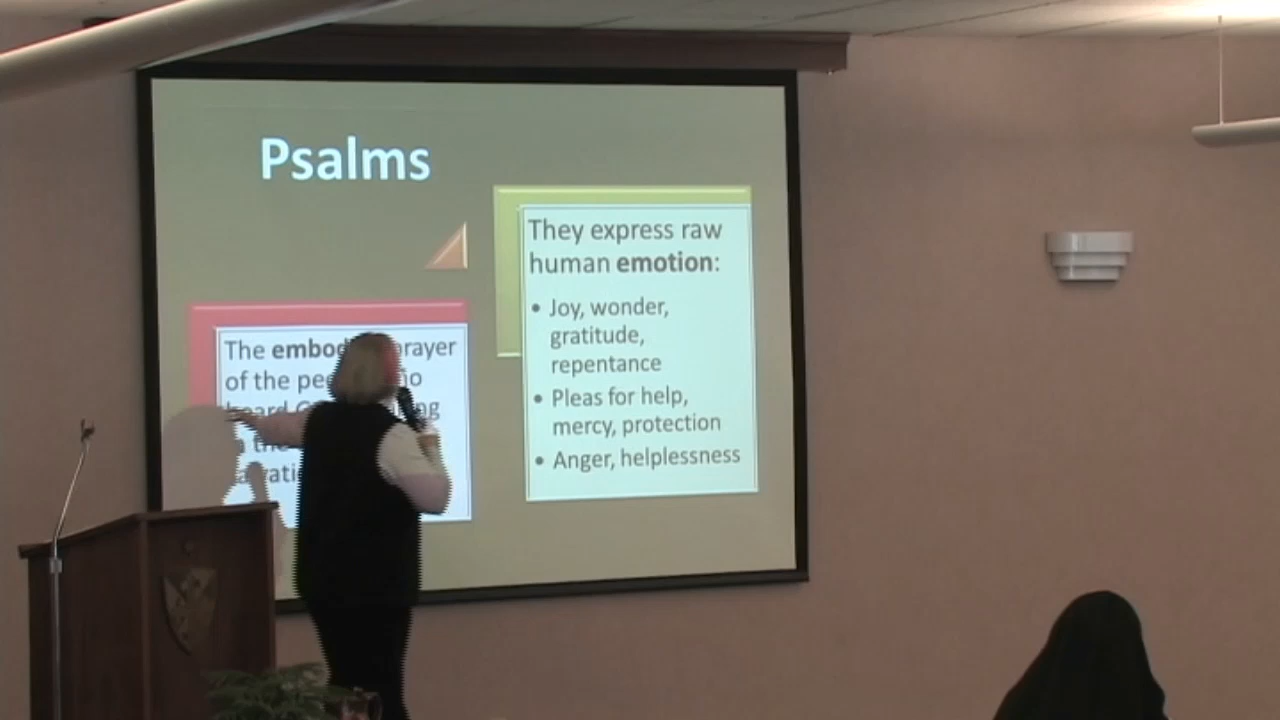 Psalms
The prayer
of the
They express raw
human emotion:
• Joy, wonder,
gratitude,
repentance
• Pleas for help,
mercy, protection
• Anger, helplessness